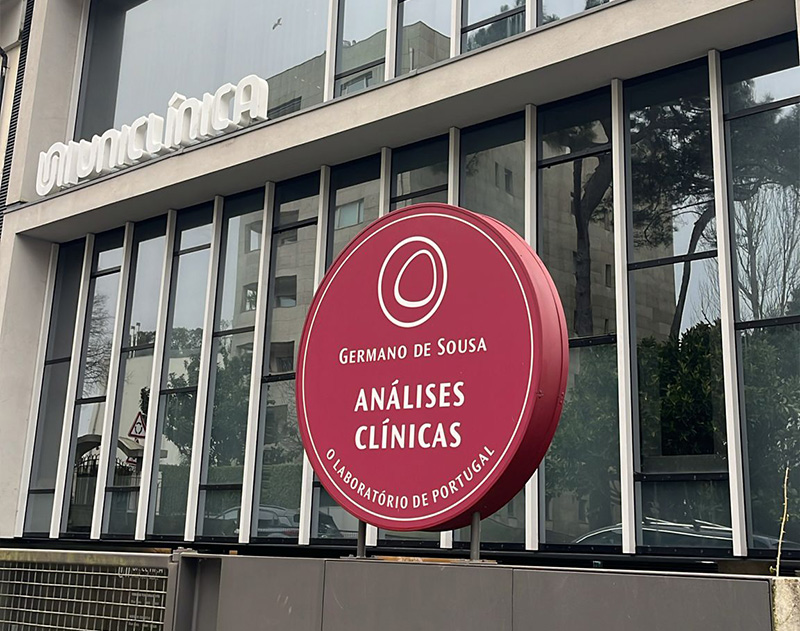 UNICLÍNICA
GERMANO DE SOUSA
ANÁLISES
CLÍNICAS
O LABORATÓRIO DE PORTUGAL